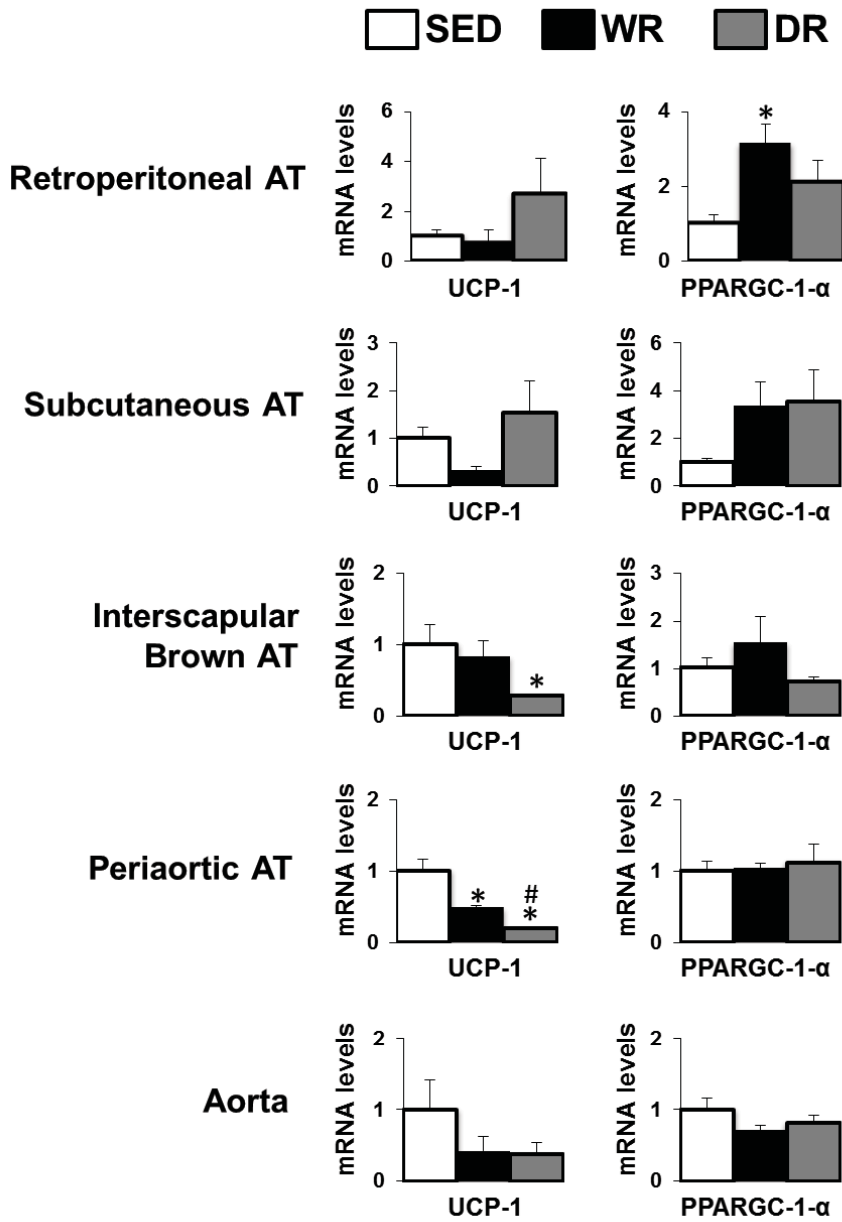 SED WR DR
Retroperitoneal AT
mRNA levels
6
4
2
0
UCP-1
mRNA levels
4
2
0
*
PPARGC-1-α
Subcutaneous AT
mRNA levels
3
2
1
0
UCP-1
mRNA levels
6
4
2
0
PPARGC-1-α
Interscapular
Brown AT
mRNA levels
2
1
0
*
UCP-1
mRNA levels
3
2
1
0
PPARGC-1-α
Periaortic AT
mRNA levels
2
1
0
*
#
*
UCP-1
mRNA levels
2
1
0
PPARGC-1-α
Aorta
mRNA levels
2
1
0
UCP-1
mRNA levels
2
1
0
PPARGC-1-α